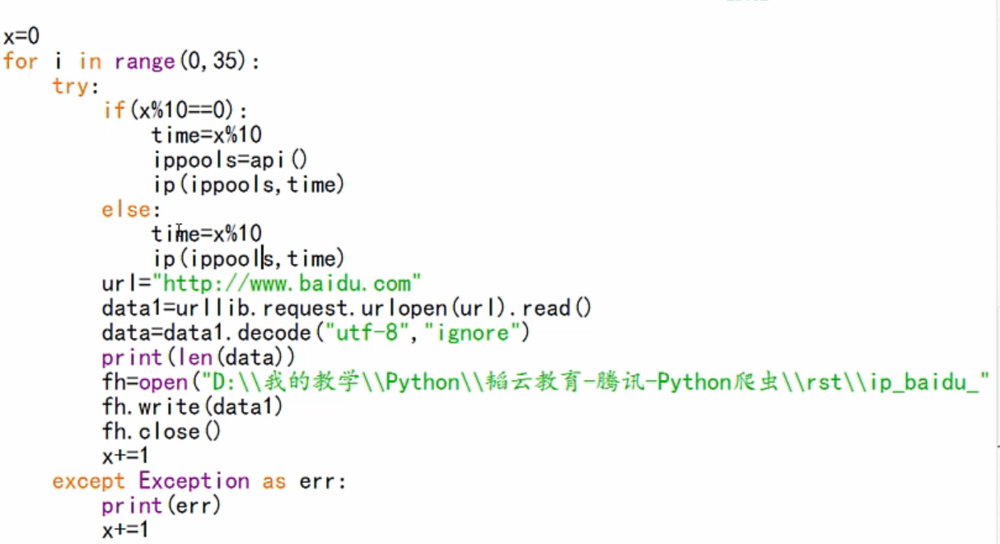 x=0
for i in range(0,35):
    try:
        if(x%10==0):
            time=x%10
            ippools=api()
            ip(ippools,time)
        else:
            time=x%10
            ip(ippools,time)
        url="http://www.baidu.com"
        data1=urllib.request.urlopen(url).read()
        data=data1.decode("utf-8","ignore")
        print(len(data))
        fh=open("D:\\我的教学\\Python\\韬云教育-腾讯-Python爬虫\\rst\\ip_baidu_"
        fh.write(data1)
        fh.close()
        x+=1
    except Exception as err:
        print(err)
        x+=1